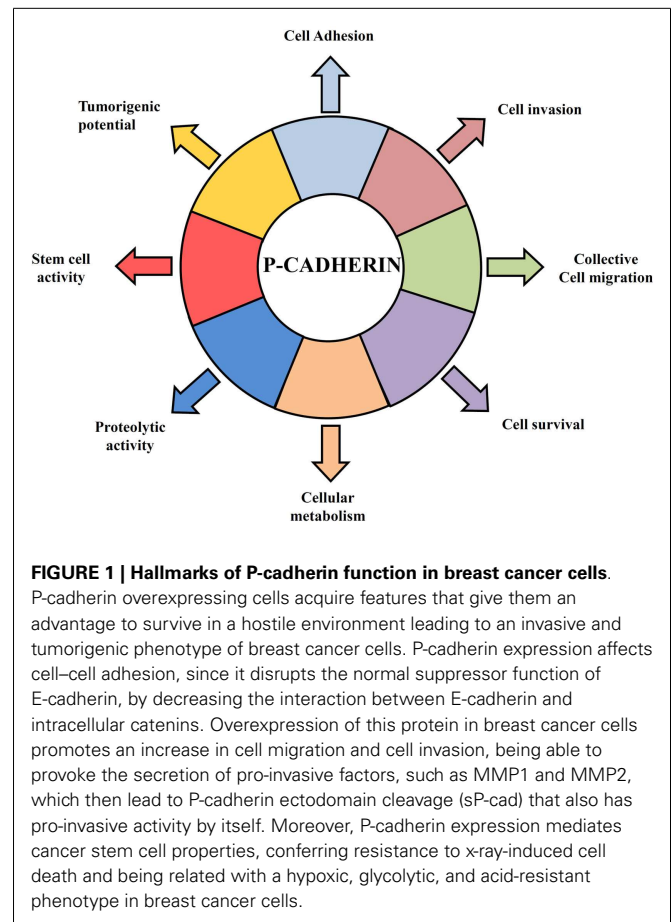 Cell Adhesion
Tumorigenic
potential
Cell invasion
Stem cell
activity
P-CADHERIN
Collective
Cell migration
Proteolytic
activity
Cell survival
Cellular
metabolism
FIGURE 1 | Hallmarks of P-cadherin function in breast cancer cells.
P-cadherin overexpressing cells acquire features that give them an
advantage to survive in a hostile environment leading to an invasive and
tumorigenic phenotype of breast cancer cells. P-cadherin expression affects
cell–cell adhesion, since it disrupts the normal suppressor function of
E-cadherin, by decreasing the interaction between E-cadherin and
intracellular catenins. Overexpression of this protein in breast cancer cells
promotes an increase in cell migration and cell invasion, being able to
provoke the secretion of pro-invasive factors, such as MMP1 and MMP2,
which then lead to P-cadherin ectodomain cleavage (sP-cad) that also has
pro-invasive activity by itself. Moreover, P-cadherin expression mediates
cancer stem cell properties, conferring resistance to x-ray-induced cell
death and being related with a hypoxic, glycolytic, and acid-resistant
phenotype in breast cancer cells.